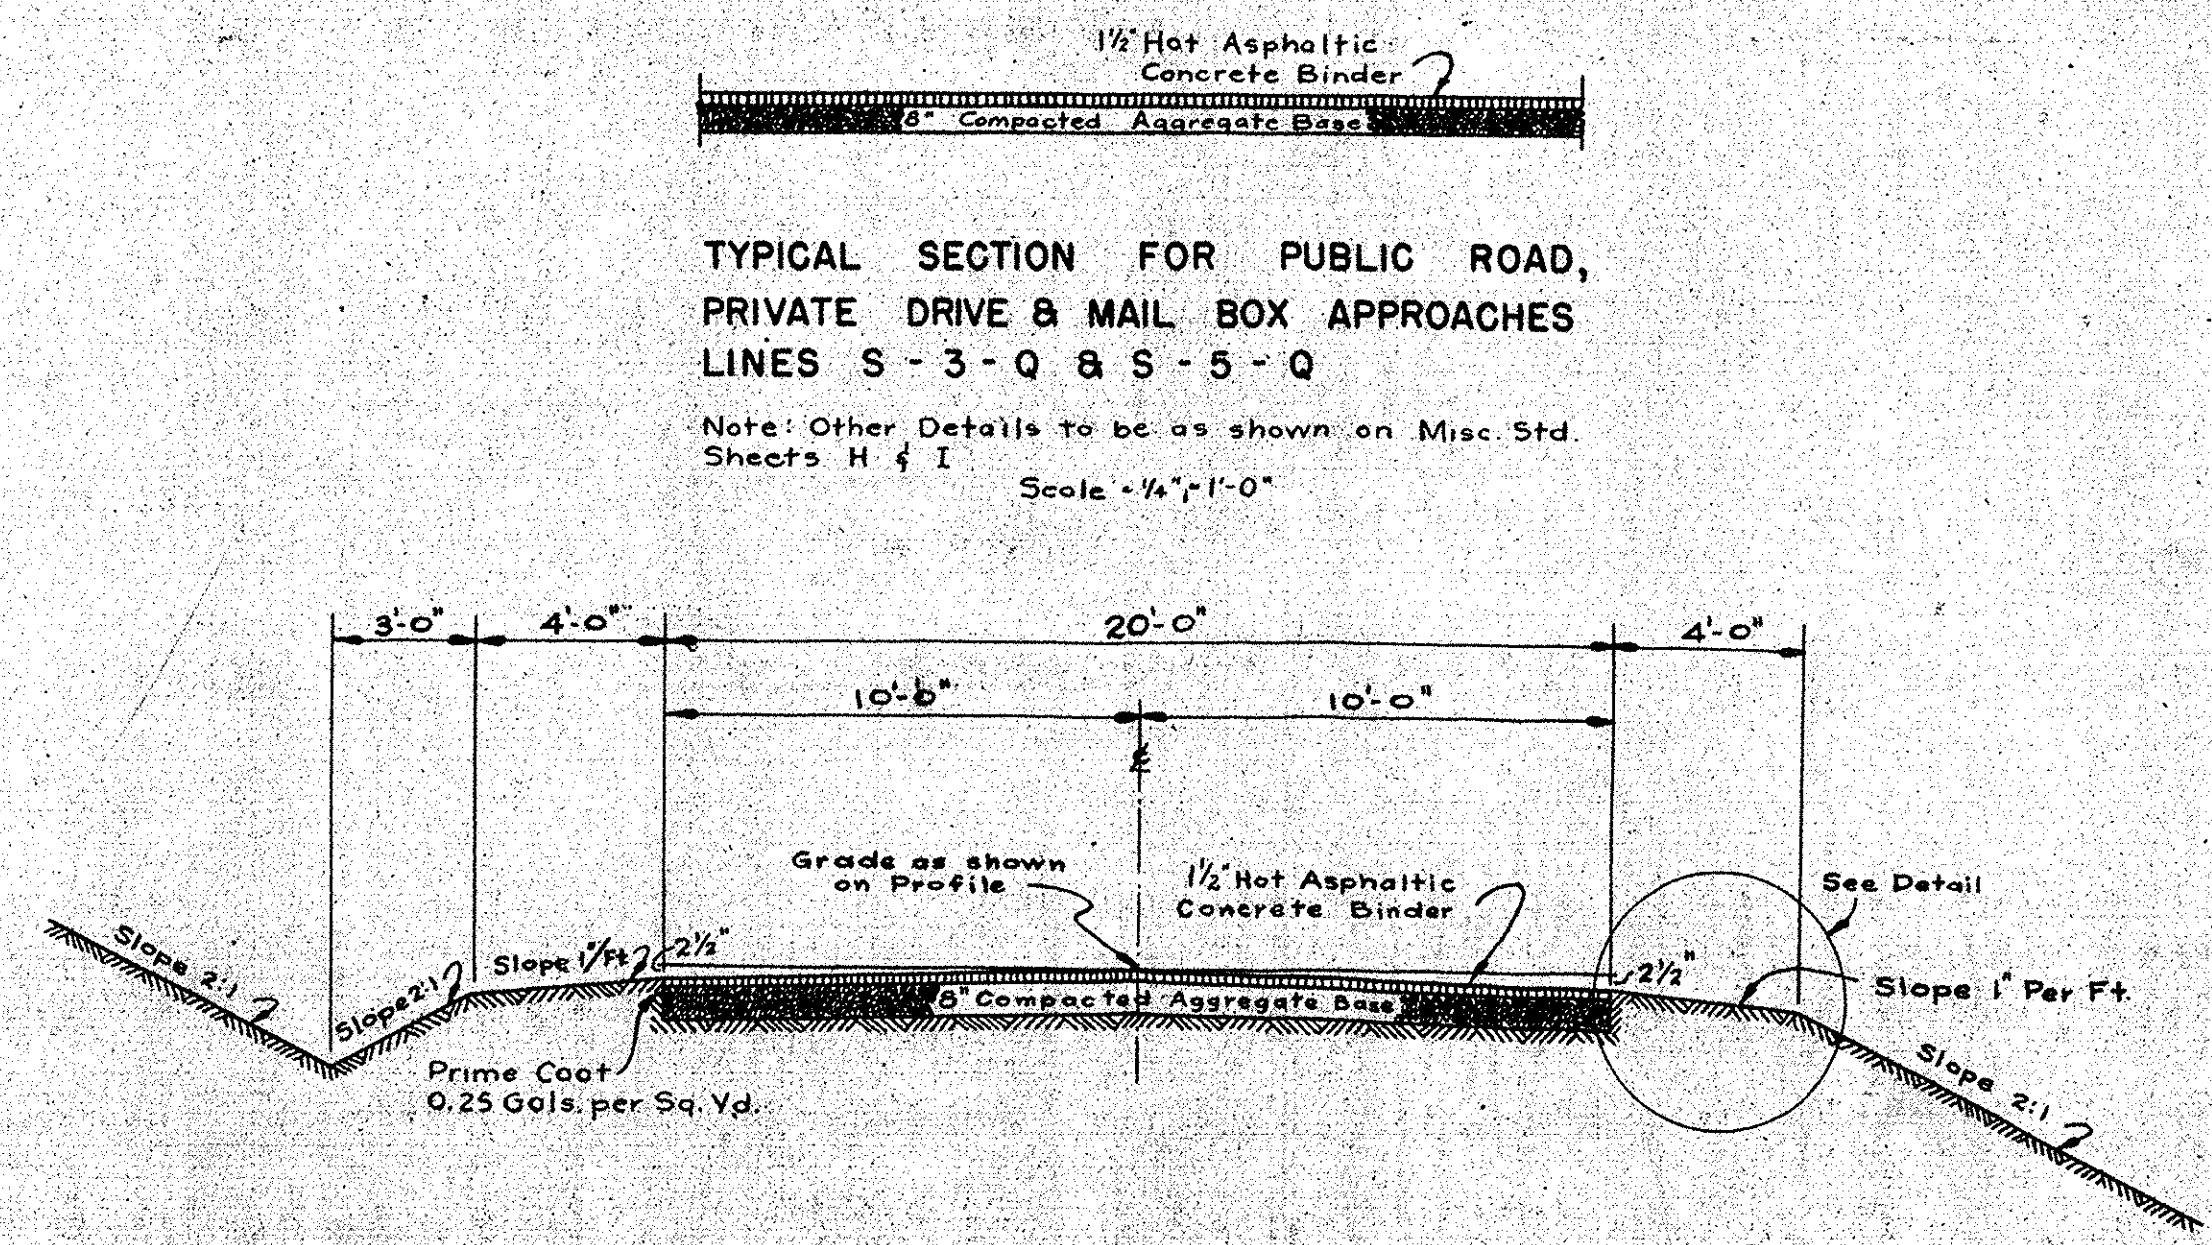 1½" Hot Asphaltic
Concrete Binder
8" Compacted Aggregate Base
TYPICAL SECTION FOR PUBLIC ROAD,
PRIVATE DRIVE & MAIL BOX APPROACHES
LINES S-3-Q & S-5-Q
Note: Other Details to be as shown on Misc. Std.
Sheets H & I
Scale - ¼" = 1'-0"
3'-0"
4'-0"
20'-0"
4'-0"
10'-0"
10'-0"
℄
Grade as shown
on Profile
1½" Hot Asphaltic
Concrete Binder
See Detail
Slope 2:1
Slope 2:1
Slope 1"/Ft
2½"
2½"
Slope 1" Per Ft.
8" Compacted Aggregate Base
Prime Coat
0.25 Gals. per Sq. Yd.
Slope 2:1